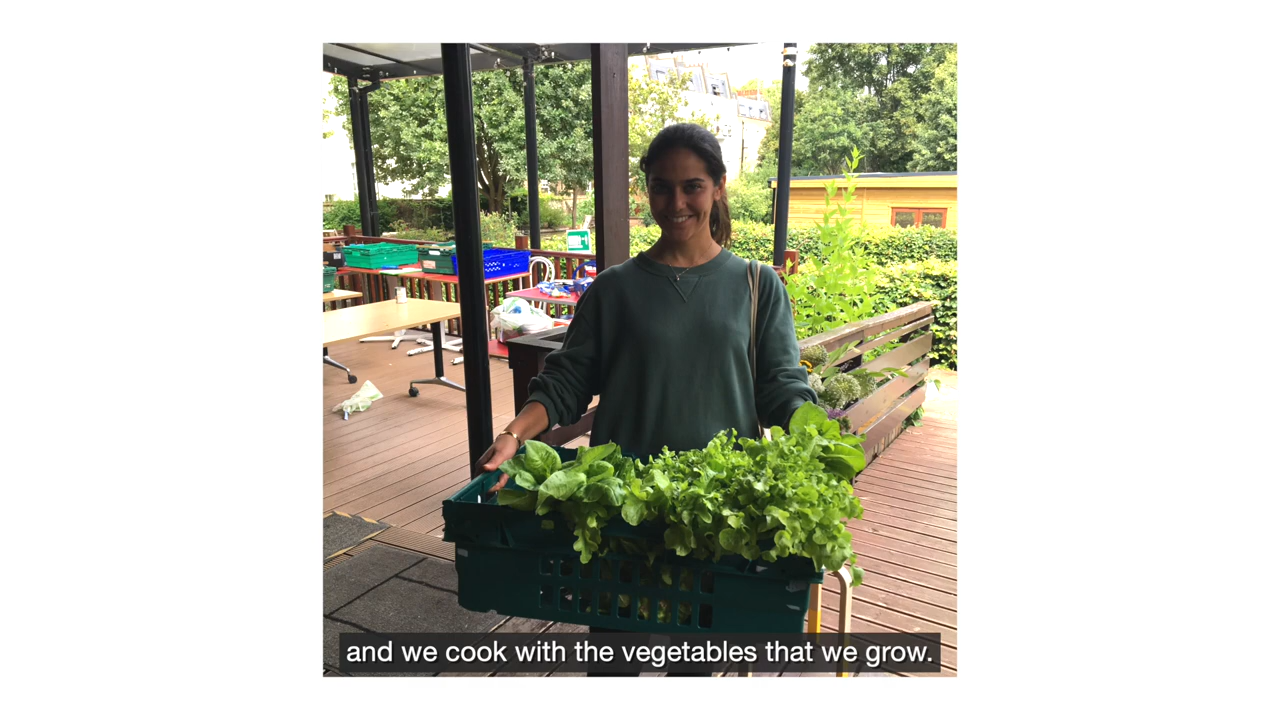 and we cook with the vegetables that we grow.